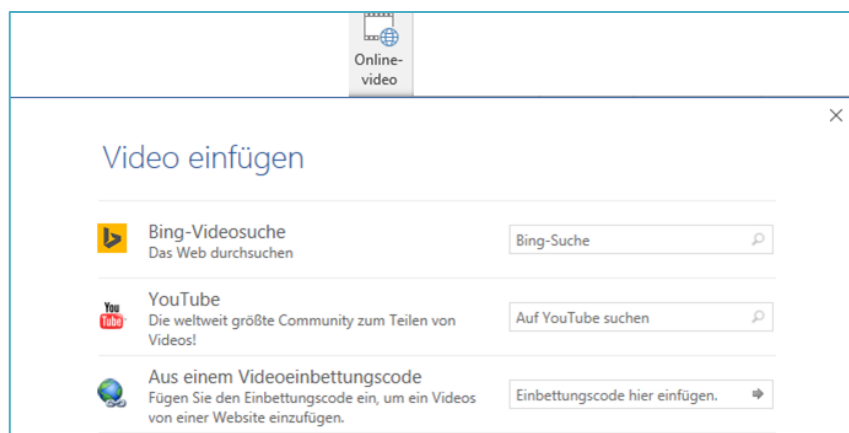 Online-
video
Video einfügen
Bing-Videosuche
Das Web durchsuchen
Bing-Suche
You
Tube
YouTube
Die weltweit größte Community zum Teilen von
Videos!
Auf YouTube suchen
Aus einem Videoeinbettungscode
Fügen Sie den Einbettungscode ein, um ein Videos
von einer Website einzufügen.
Einbettungscode hier einfügen.